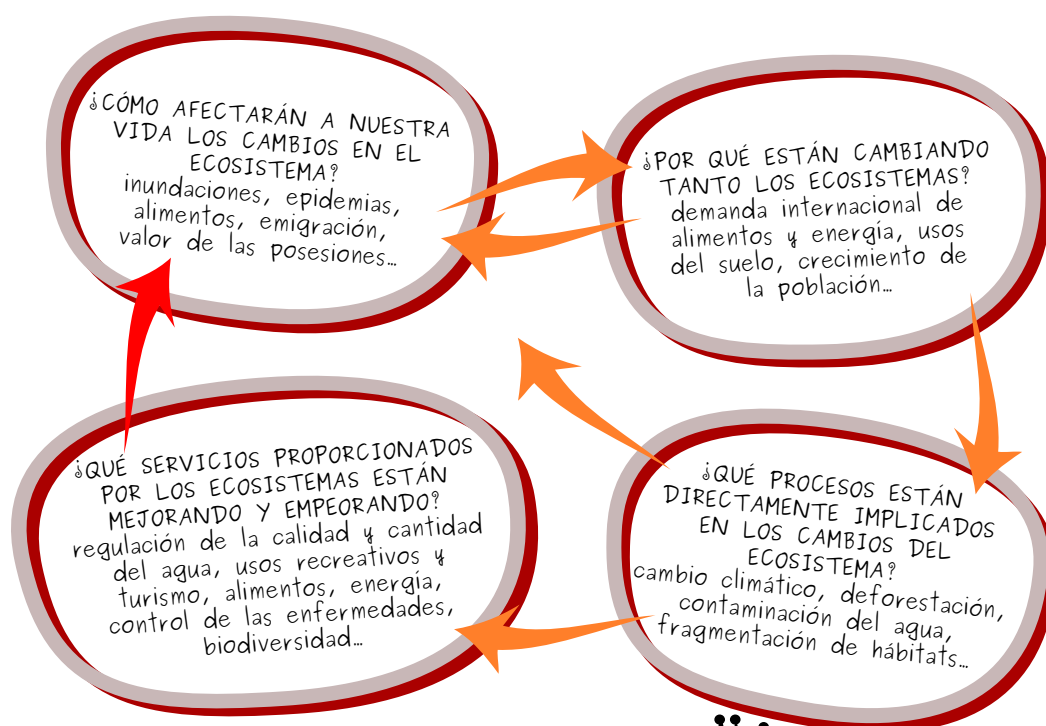 ¿CÓMO AFECTARÁN A NUESTRA
VIDA LOS CAMBIOS EN EL
ECOSISTEMA?
inundaciones, epidemias,
alimentos, emigración,
valor de las posesiones...
¿POR QUÉ ESTÁN CAMBIANDO
TANTO LOS ECOSISTEMAS?
demanda internacional de
alimentos y energía, usos
del suelo, crecimiento de
la población...
¿QUÉ SERVICIOS PROPORCIONADOS
POR LOS ECOSISTEMAS ESTÁN
MEJORANDO Y EMPEORANDO?
regulación de la calidad y cantidad
del agua, usos recreativos y
turismo, alimentos, energía,
control de las enfermedades,
biodiversidad...
¿QUÉ PROCESOS ESTÁN
DIRECTAMENTE IMPLICADOS
EN LOS CAMBIOS DEL
ECOSISTEMA?
cambio climático, deforestación,
contaminación del agua,
fragmentación de hábitats...